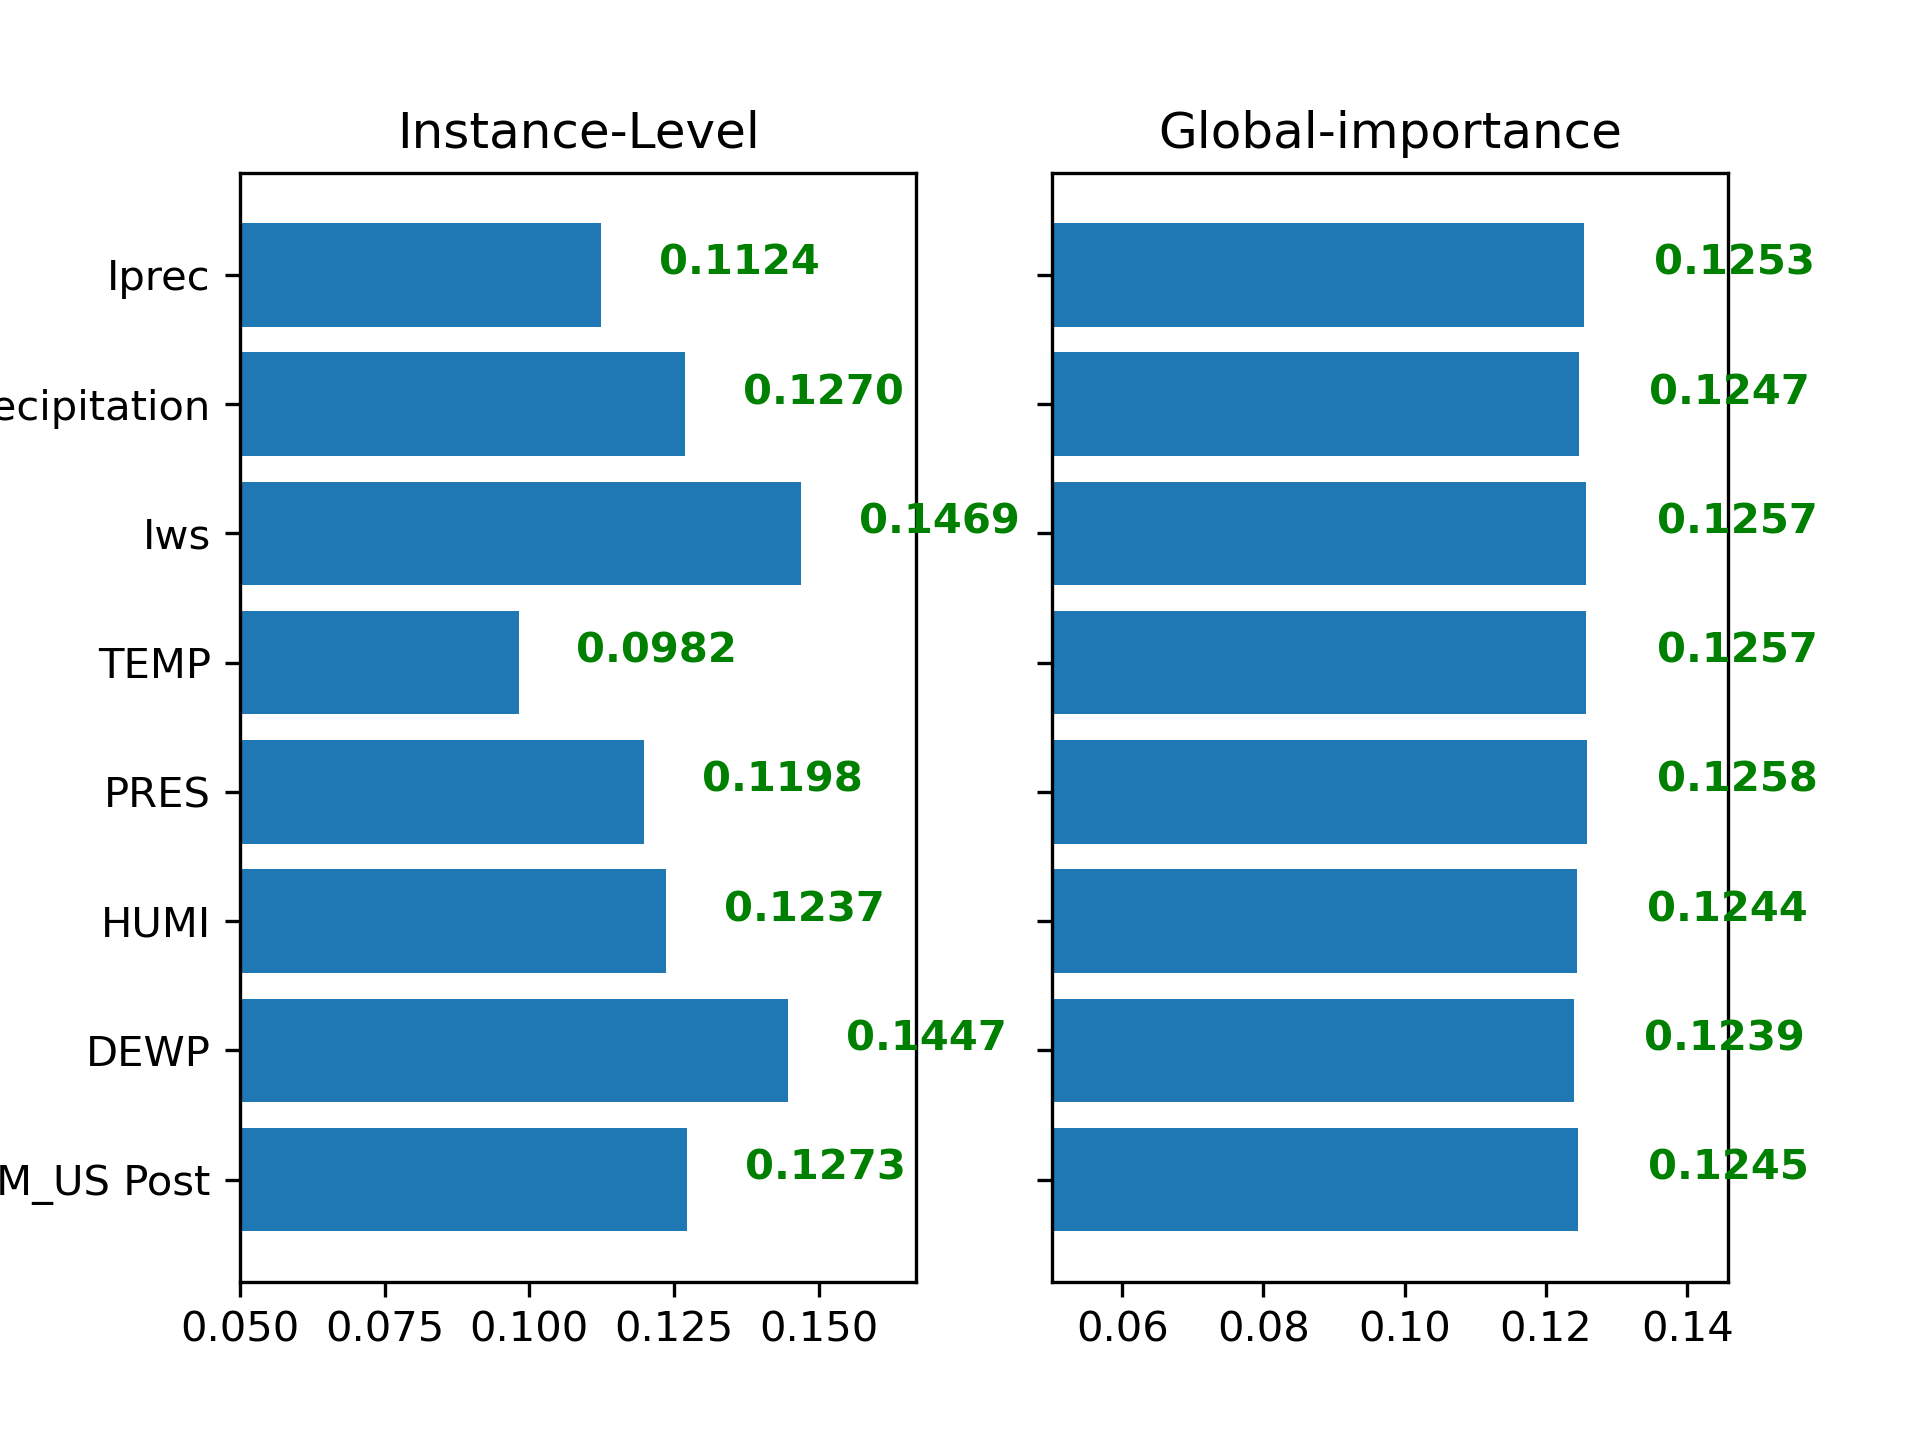 Instance-Level Global-importance
Iprec 0.1124 0.1253
ecipitation 0.1270 0.1247
Iws 0.1469 0.1257
TEMP 0.0982 0.1257
PRES 0.1198 0.1258
HUMI 0.1237 0.1244
DEWP 0.1447 0.1239
M_US Post 0.1273 0.1245
0.050 0.075 0.100 0.125 0.150 0.06 0.08 0.10 0.12 0.14